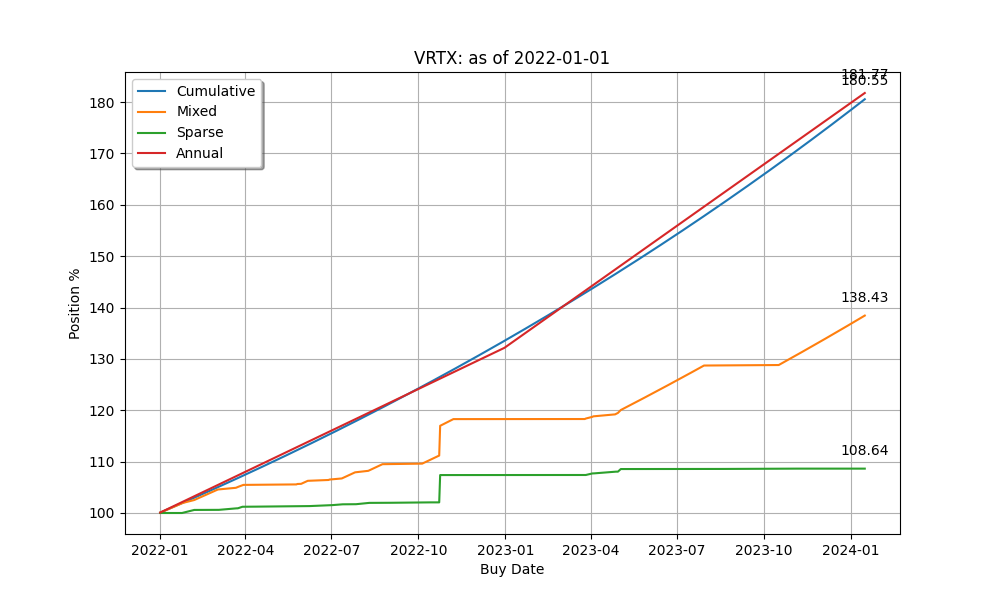 VRTX: as of 2022-01-01
Cumulative
Mixed
Sparse
Annual
181.77
180.55
138.43
108.64
180
170
160
150
140
130
120
110
100
Position %
2022-01 2022-04 2022-07 2022-10 2023-01 2023-04 2023-07 2023-10 2024-01
Buy Date